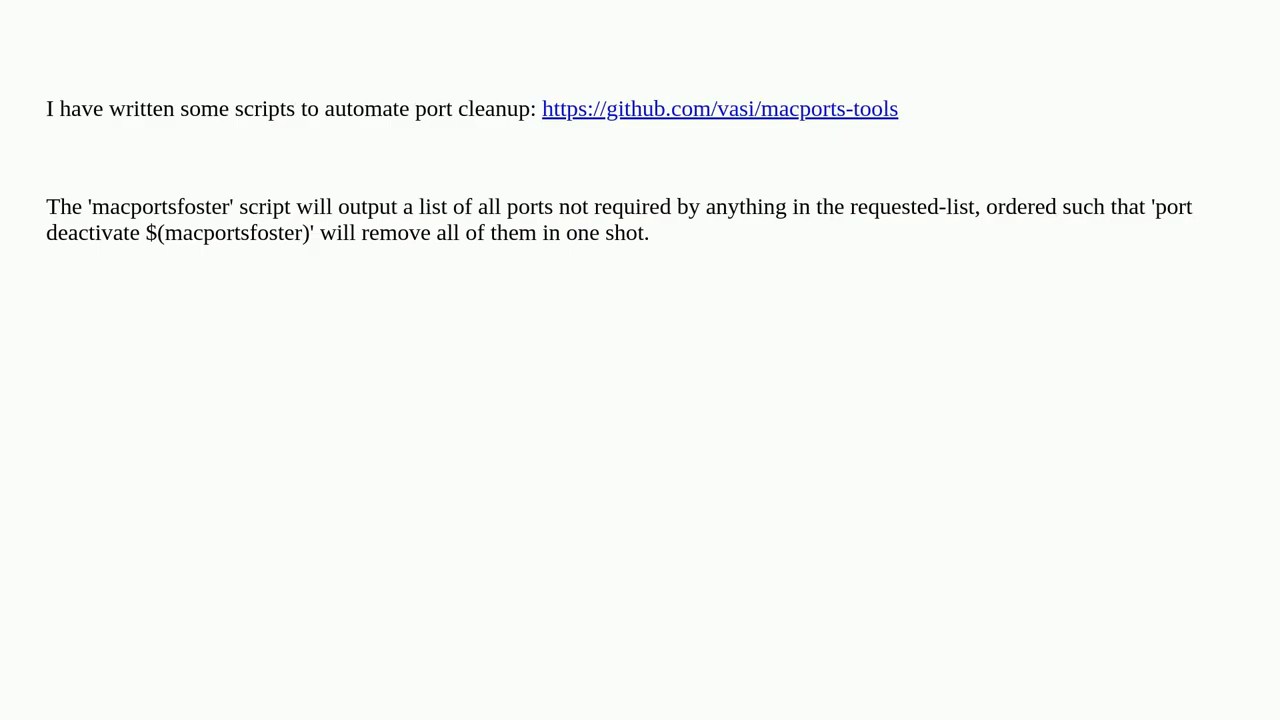 I have written some scripts to automate port cleanup: https://github.com/vasi/macports-tools
The 'macportsfoster' script will output a list of all ports not required by anything in the requested-list, ordered such that 'port
deactivate $(macportsfoster)' will remove all of them in one shot.